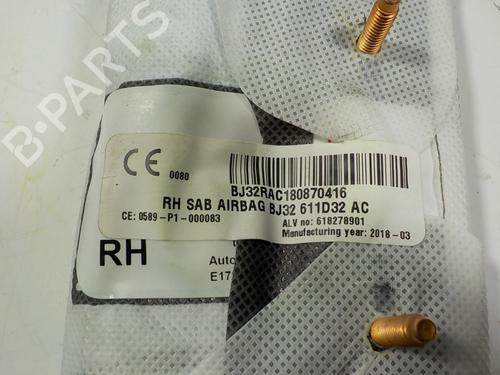 B-PARTS
CE 0080
BJ32RAC180870416
RH SAB AIRBAG BJ32 611D32 AC
CE: 0589-P1-000083
ALV no: 618278901
Manufacturing year: 2018-03
RH
Auto
E17